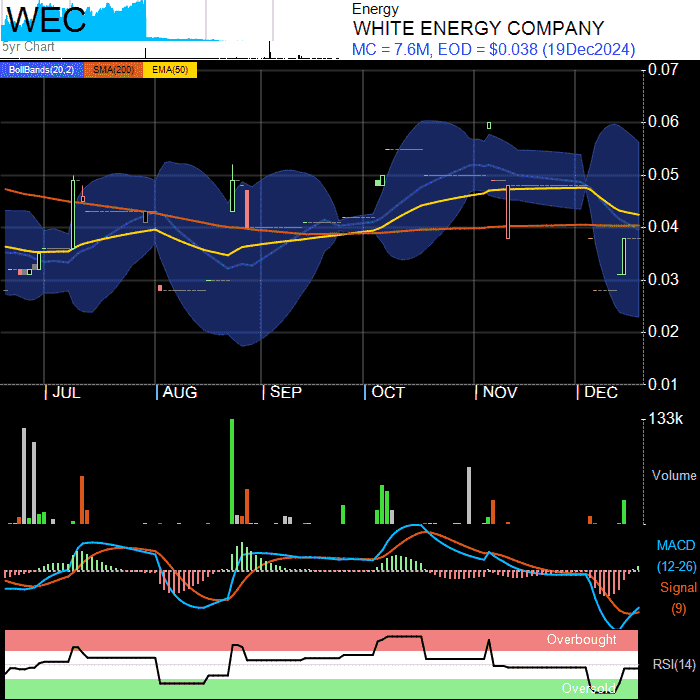 WEC
5yr Chart
Energy
WHITE ENERGY COMPANY
MC = 7.6M, EOD = $0.038 (19Dec2024)
BollBands(20,2) SMA(200) EMA(50)
0.07
0.06
0.05
0.04
0.03
0.02
0.01
| JUL | AUG | SEP | OCT | NOV | DEC
133k
Volume
MACD
(12-26)
Signal
(9)
Overbought
RSI(14)
Oversold